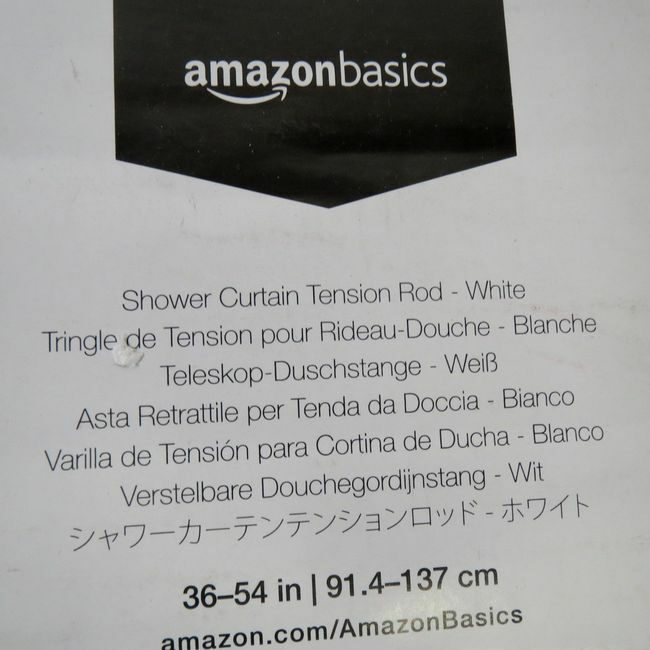 amazonbasics
Shower Curtain Tension Rod - White
Tringle de Tension pour Rideau-Douche - Blanche
Teleskop-Duschstange - Weiß
Asta Retrattile per Tenda da Doccia - Bianco
Varilla de Tensión para Cortina de Ducha - Blanco
Verstelbare Douchegordijnstang - Wit
シャワーカーテンテンションロッド - ホワイト
36–54 in | 91.4–137 cm
amazon.com/AmazonBasics